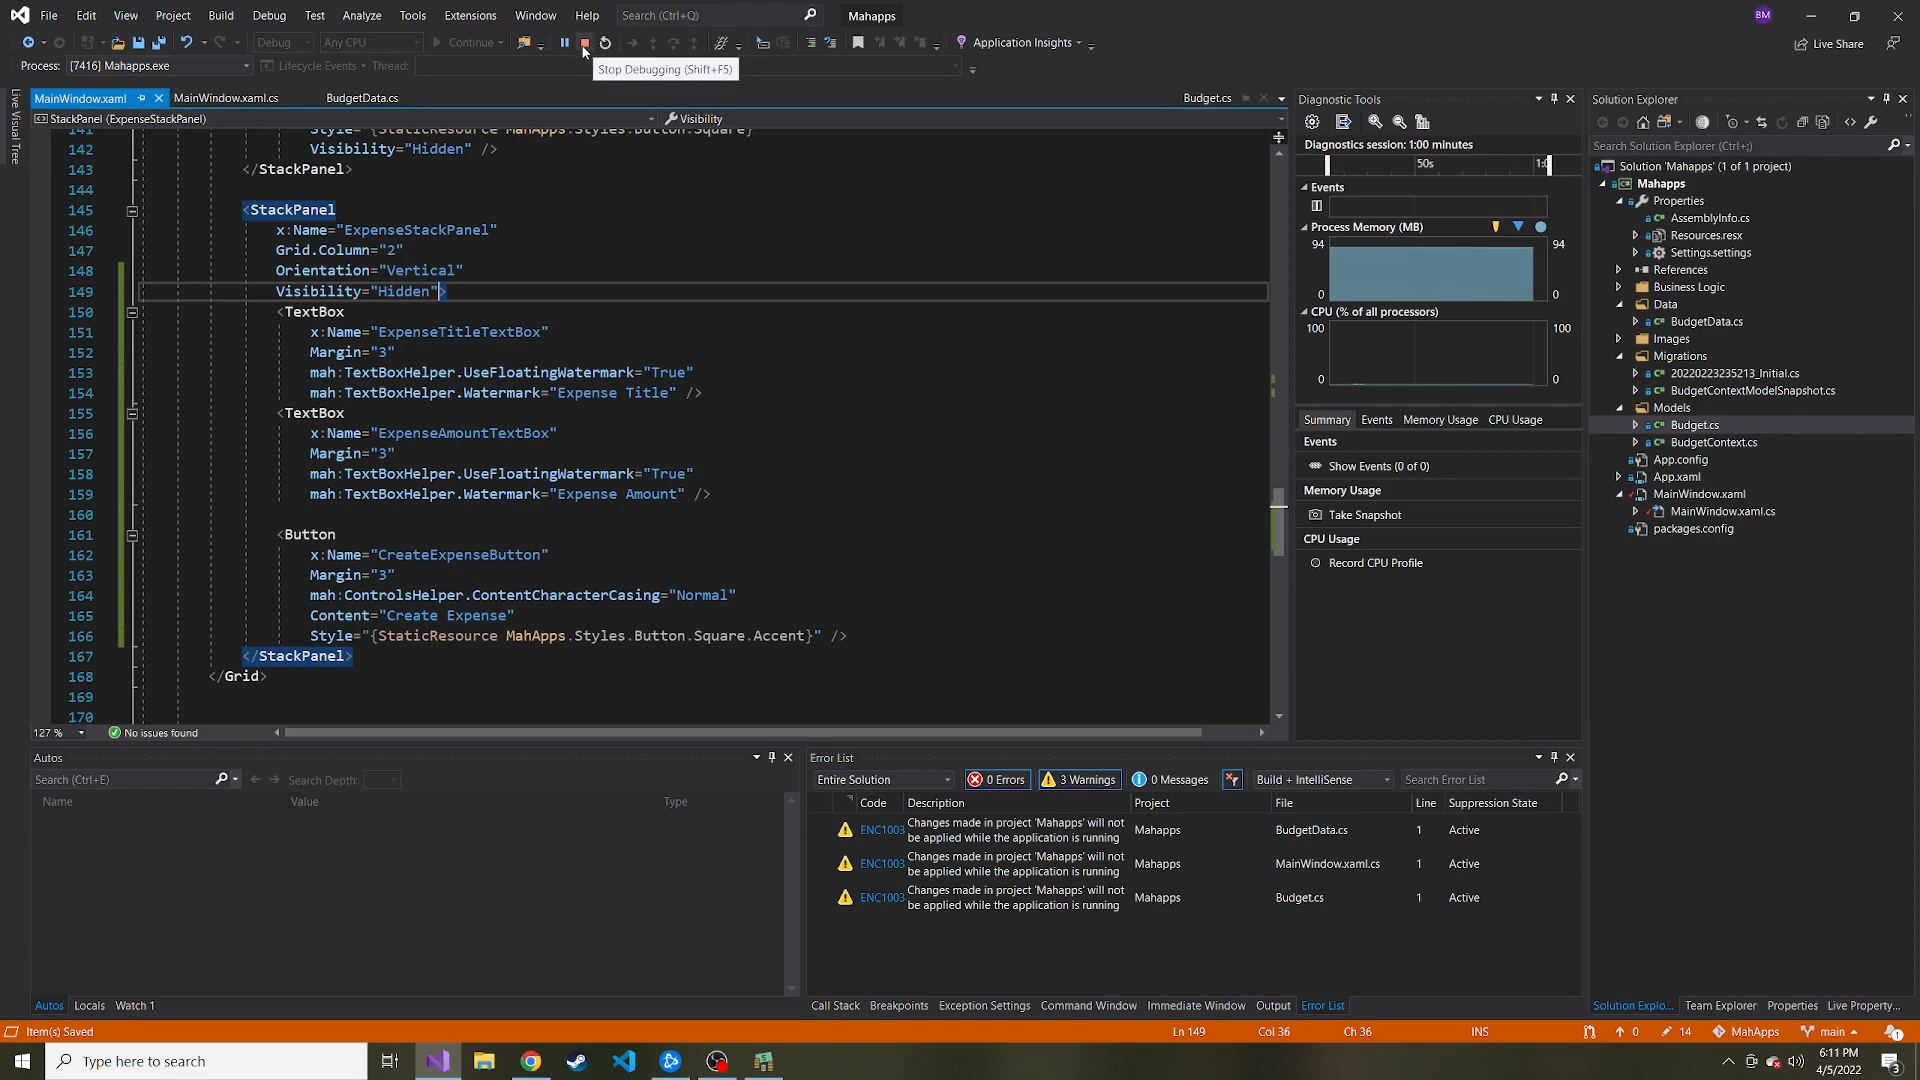 File Edit View Project Build Debug Test Analyze Tools Extensions Window Help Search (Ctrl+Q) Mahapps BM
Debug Any CPU Continue Application Insights Live Share
Process: [7416] Mahapps.exe Lifecycle Events Thread:
Stop Debugging (Shift+F5)
Live Visual Tree
MainWindow.xaml MainWindow.xaml.cs BudgetData.cs Budget.cs
StackPanel (ExpenseStackPanel) Visibility
141 Style="{StaticResource MahApps.Styles.Button.Square}"
142 Visibility="Hidden" />
143 </StackPanel>
144
145 <StackPanel
146 x:Name="ExpenseStackPanel"
147 Grid.Column="2"
148 Orientation="Vertical"
149 Visibility="Hidden">
150 <TextBox
151 x:Name="ExpenseTitleTextBox"
152 Margin="3"
153 mah:TextBoxHelper.UseFloatingWatermark="True"
154 mah:TextBoxHelper.Watermark="Expense Title" />
155 <TextBox
156 x:Name="ExpenseAmountTextBox"
157 Margin="3"
158 mah:TextBoxHelper.UseFloatingWatermark="True"
159 mah:TextBoxHelper.Watermark="Expense Amount" />
160
161 <Button
162 x:Name="CreateExpenseButton"
163 Margin="3"
164 mah:ControlsHelper.ContentCharacterCasing="Normal"
165 Content="Create Expense"
166 Style="{StaticResource MahApps.Styles.Button.Square.Accent}" />
167 </StackPanel>
168 </Grid>
169
170
127 % No issues found
Diagnostic Tools
Diagnostics session: 1:00 minutes
50s
Events
Process Memory (MB)
94 94
0 0
CPU (% of all processors)
100 100
0 0
Summary Events Memory Usage CPU Usage
Events
Show Events (0 of 0)
Memory Usage
Take Snapshot
CPU Usage
Record CPU Profile
Solution Explorer
Search Solution Explorer (Ctrl+;)
Solution 'Mahapps' (1 of 1 project)
Mahapps
Properties
AssemblyInfo.cs
Resources.resx
Settings.settings
References
Business Logic
Data
BudgetData.cs
Images
Migrations
20220223235213_Initial.cs
BudgetContextModelSnapshot.cs
Models
Budget.cs
BudgetContext.cs
App.config
App.xaml
MainWindow.xaml
MainWindow.xaml.cs
packages.config
Autos
Search (Ctrl+E) Search Depth:
Name Value Type
Autos Locals Watch 1
Error List
Entire Solution 0 Errors 3 Warnings 0 Messages Build + IntelliSense Search Error List
Code Description Project File Line Suppression State
ENC1003 Changes made in project 'Mahapps' will not be applied while the application is running Mahapps BudgetData.cs 1 Active
ENC1003 Changes made in project 'Mahapps' will not be applied while the application is running Mahapps MainWindow.xaml.cs 1 Active
ENC1003 Changes made in project 'Mahapps' will not be applied while the application is running Mahapps Budget.cs 1 Active
Call Stack Breakpoints Exception Settings Command Window Immediate Window Output Error List
Solution Explo... Team Explorer Properties Live Property...
Item(s) Saved Ln 149 Col 36 Ch 36 INS 0 14 MahApps main 1
Type here to search
6:11 PM
4/5/2022
3